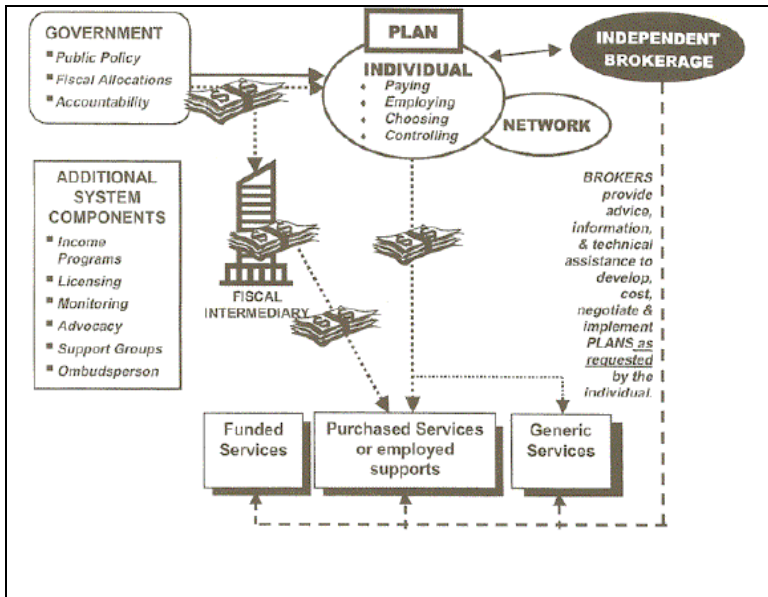 GOVERNMENT
▪ Public Policy
▪ Fiscal Allocations
▪ Accountability
PLAN
INDIVIDUAL
♦ Paying
♦ Employing
♦ Choosing
♦ Controlling
NETWORK
INDEPENDENT
BROKERAGE
ADDITIONAL
SYSTEM
COMPONENTS
▪ Income
Programs
▪ Licensing
▪ Monitoring
▪ Advocacy
▪ Support Groups
▪ Ombudsperson
FISCAL
INTERMEDIARY
BROKERS
provide
advice,
information,
& technical
assistance to
develop,
cost,
negotiate &
implement
PLANS as
requested
by the
individual.
Funded
Services
Purchased Services
or employed
supports
Generic
Services